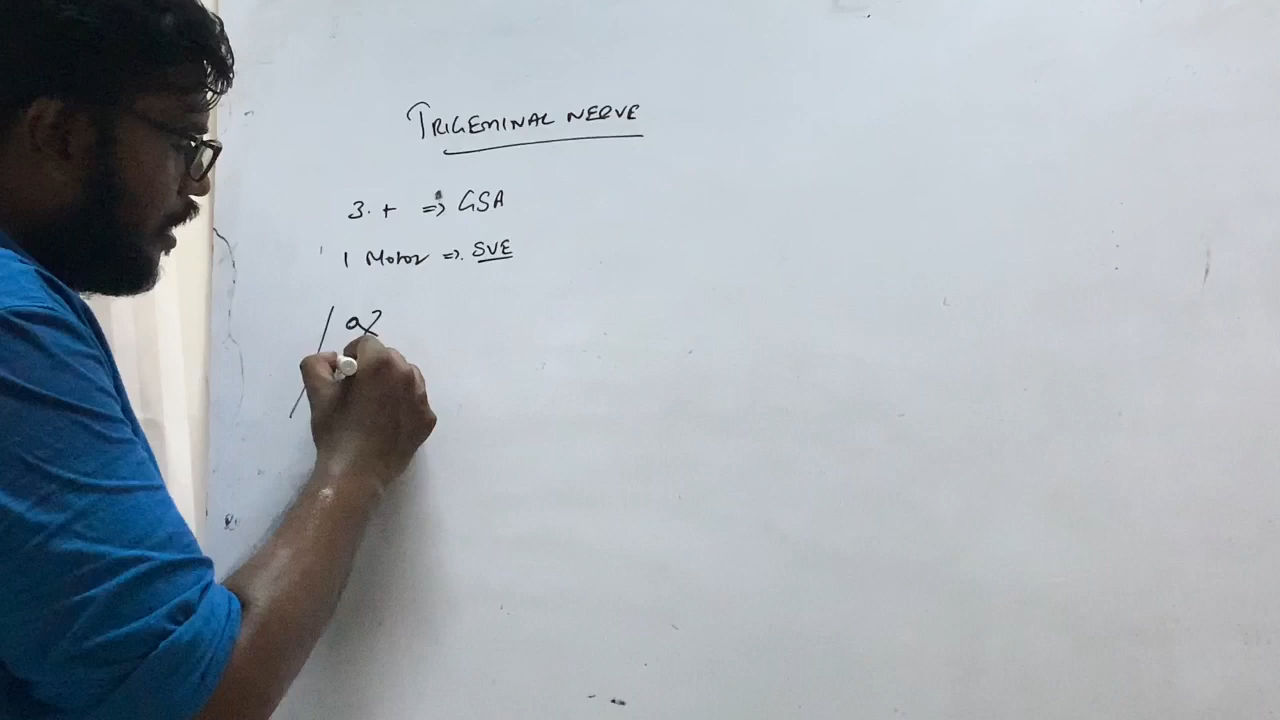 TRIGEMINAL NERVE
3. + => GSA
1 Motor => SVE